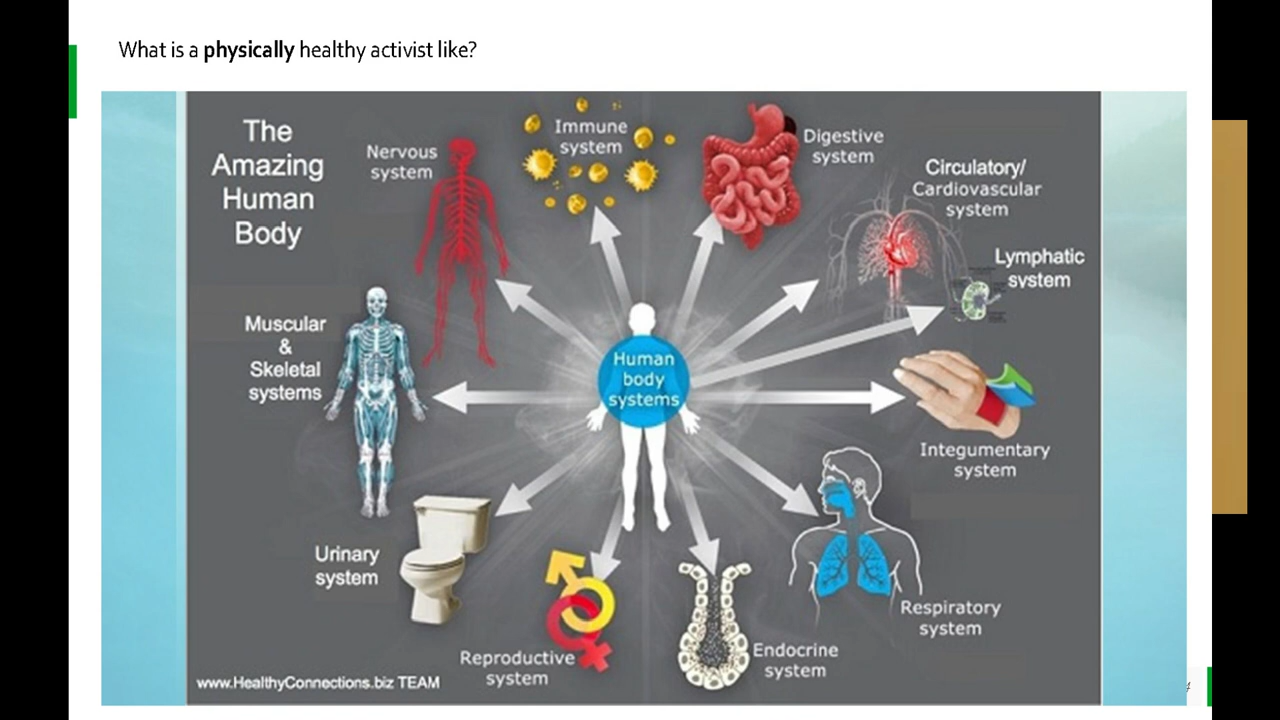 What is a physically healthy activist like?
The
Amazing
Human
Body
Nervous
system
Immune
system
Digestive
system
Circulatory/
Cardiovascular
system
Lymphatic
system
Muscular
&
Skeletal
systems
Human
body
systems
Integumentary
system
Urinary
system
Respiratory
system
Reproductive
system
Endocrine
system
www.HealthyConnections.biz TEAM